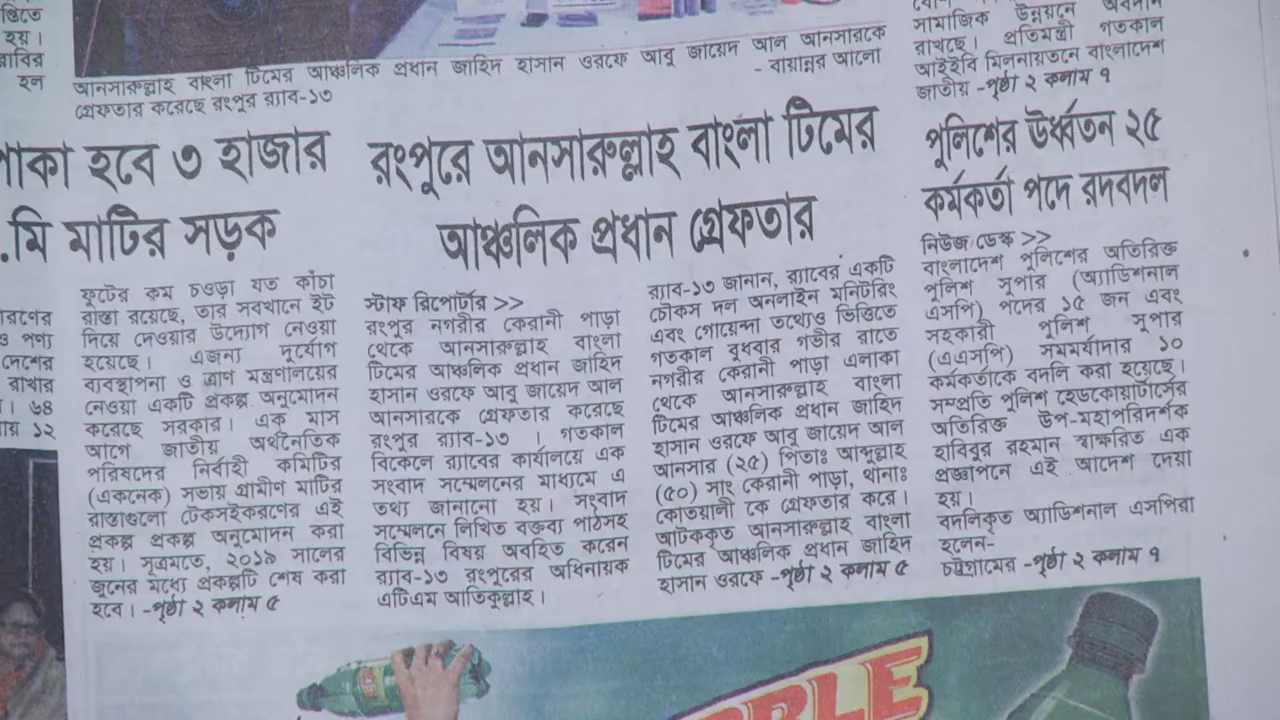 প্তিতে
হয়।
রাবির
হল
আনসারুল্লাহ বাংলা টিমের আঞ্চলিক প্রধান জাহিদ হাসান ওরফে আবু জায়েদ আল আনসারকে
গ্রেফতার করেছে রংপুর র‍্যাব-১৩
- বায়ান্নর আলো
সামাজিক উন্নয়নে অবদান
রাখছে। প্রতিমন্ত্রী গতকাল
আইইবি মিলনায়তনে বাংলাদেশ
জাতীয় -পৃষ্ঠা ২ কলাম ৭
পাকা হবে ৩ হাজার
.মি মাটির সড়ক
ফুটের কম চওড়া যত কাঁচা
রাস্তা রয়েছে, তার সবখানে ইট
দিয়ে দেওয়ার উদ্যোগ নেওয়া
হয়েছে। এজন্য দুর্যোগ
ব্যবস্থাপনা ও ত্রাণ মন্ত্রণালয়ের
নেওয়া একটি প্রকল্প অনুমোদন
করেছে সরকার। এক মাস
আগে জাতীয় অর্থনৈতিক
পরিষদের নির্বাহী কমিটির
(একনেক) সভায় গ্রামীণ মাটির
রাস্তাগুলো টেকসইকরণের এই
প্রকল্প প্রকল্প অনুমোদন করা
হয়। সূত্রমতে, ২০১৯ সালের
জুনের মধ্যে প্রকল্পটি শেষ করা
হবে। -পৃষ্ঠা ২ কলাম ৫
ারণের
ও পণ্য
দেশের
রাখার
। ৬৪
ায় ১২
রংপুরে আনসারুল্লাহ বাংলা টিমের
আঞ্চলিক প্রধান গ্রেফতার
স্টাফ রিপোর্টার >>
রংপুর নগরীর কেরানী পাড়া
থেকে আনসারুল্লাহ বাংলা
টিমের আঞ্চলিক প্রধান জাহিদ
হাসান ওরফে আবু জায়েদ আল
আনসারকে গ্রেফতার করেছে
রংপুর র‍্যাব-১৩ । গতকাল
বিকেলে র‍্যাবের কার্যালয়ে এক
সংবাদ সম্মেলনের মাধ্যমে এ
তথ্য জানানো হয়। সংবাদ
সম্মেলনে লিখিত বক্তব্য পাঠসহ
বিভিন্ন বিষয় অবহিত করেন
র‍্যাব-১৩ রংপুরের অধিনায়ক
এটিএম আতিকুল্লাহ।
র‍্যাব-১৩ জানান, র‍্যাবের একটি
চৌকস দল অনলাইন মনিটরিং
এবং গোয়েন্দা তথ্যেও ভিত্তিতে
গতকাল বুধবার গভীর রাতে
নগরীর কেরানী পাড়া এলাকা
থেকে আনসারুল্লাহ বাংলা
টিমের আঞ্চলিক প্রধান জাহিদ
হাসান ওরফে আবু জায়েদ আল
আনসার (২৫) পিতাঃ আব্দুল্লাহ
(৫০) সাং কেরানী পাড়া, থানাঃ
কোতয়ালী কে গ্রেফতার করে।
আটককৃত আনসারুল্লাহ বাংলা
টিমের আঞ্চলিক প্রধান জাহিদ
হাসান ওরফে -পৃষ্ঠা ২ কলাম ৫
পুলিশের উর্ধ্বতন ২৫
কর্মকর্তা পদে রদবদল
নিউজ ডেস্ক >>
বাংলাদেশ পুলিশের অতিরিক্ত
পুলিশ সুপার (অ্যাডিশনাল
এসপি) পদের ১৫ জন এবং
সহকারী পুলিশ সুপার
(এএসপি) সমমর্যাদার ১০
কর্মকর্তাকে বদলি করা হয়েছে।
সম্প্রতি পুলিশ হেডকোয়ার্টার্সের
অতিরিক্ত উপ-মহাপরিদর্শক
হাবিবুর রহমান স্বাক্ষরিত এক
প্রজ্ঞাপনে এই আদেশ দেয়া
হয়।
বদলিকৃত অ্যাডিশনাল এসপিরা
হলেন-
চট্টগ্রামের -পৃষ্ঠা ২ কলাম ৭